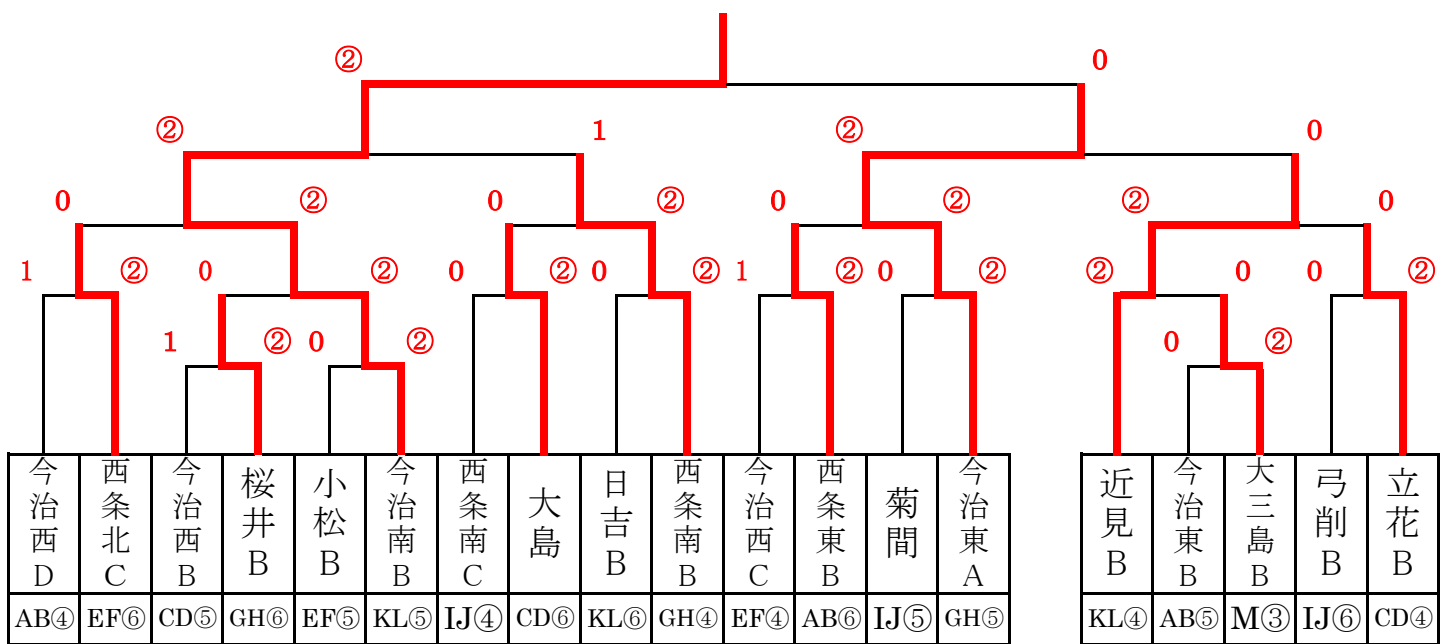 ② 0
② 1 ② 0
0 ② 0 ② 0 ② ② 0
1 ② 0 ② 0 ② 0 ② 1 ② 0 ② ② 0 0 ②
1 ② 0 ② 0 ②
今治西D 西条北C 今治西B 桜井B 小松B 今治南B 西条南C 大島 日吉B 西条南B 今治西C 西条東B 菊間 今治東A 近見B 今治東B 大三島B 弓削B 立花B
AB④ EF⑥ CD⑤ GH⑥ EF⑤ KL⑤ IJ④ CD⑥ KL⑥ GH④ EF④ AB⑥ IJ⑤ GH⑤ KL④ AB⑤ M③ IJ⑥ CD④